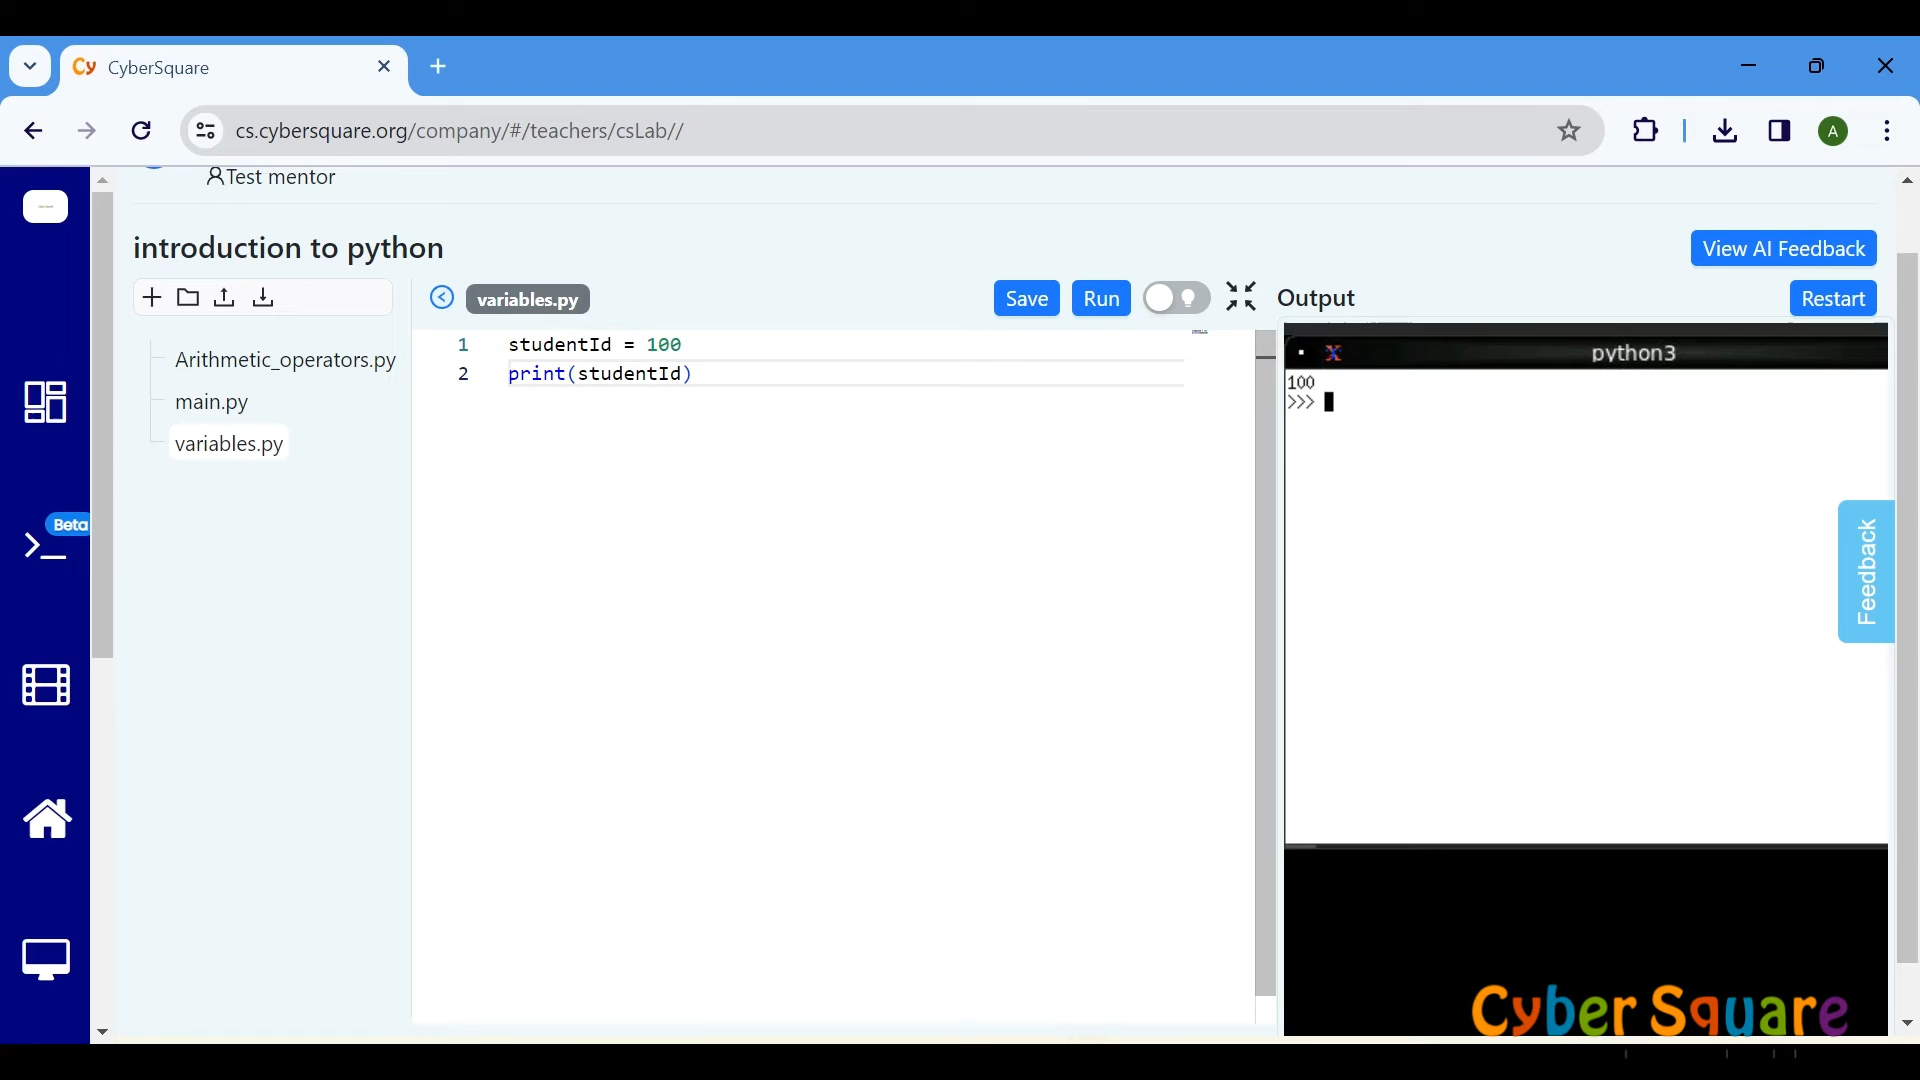 Cy CyberSquare
cs.cybersquare.org/company/#/teachers/csLab//
A
Test mentor
introduction to python
View AI Feedback
variables.py
Save
Run
Output
Restart
Arithmetic_operators.py
main.py
variables.py
1 studentId = 100
2 print(studentId)
python3
100
>>>
Beta
Feedback
Cyber Square